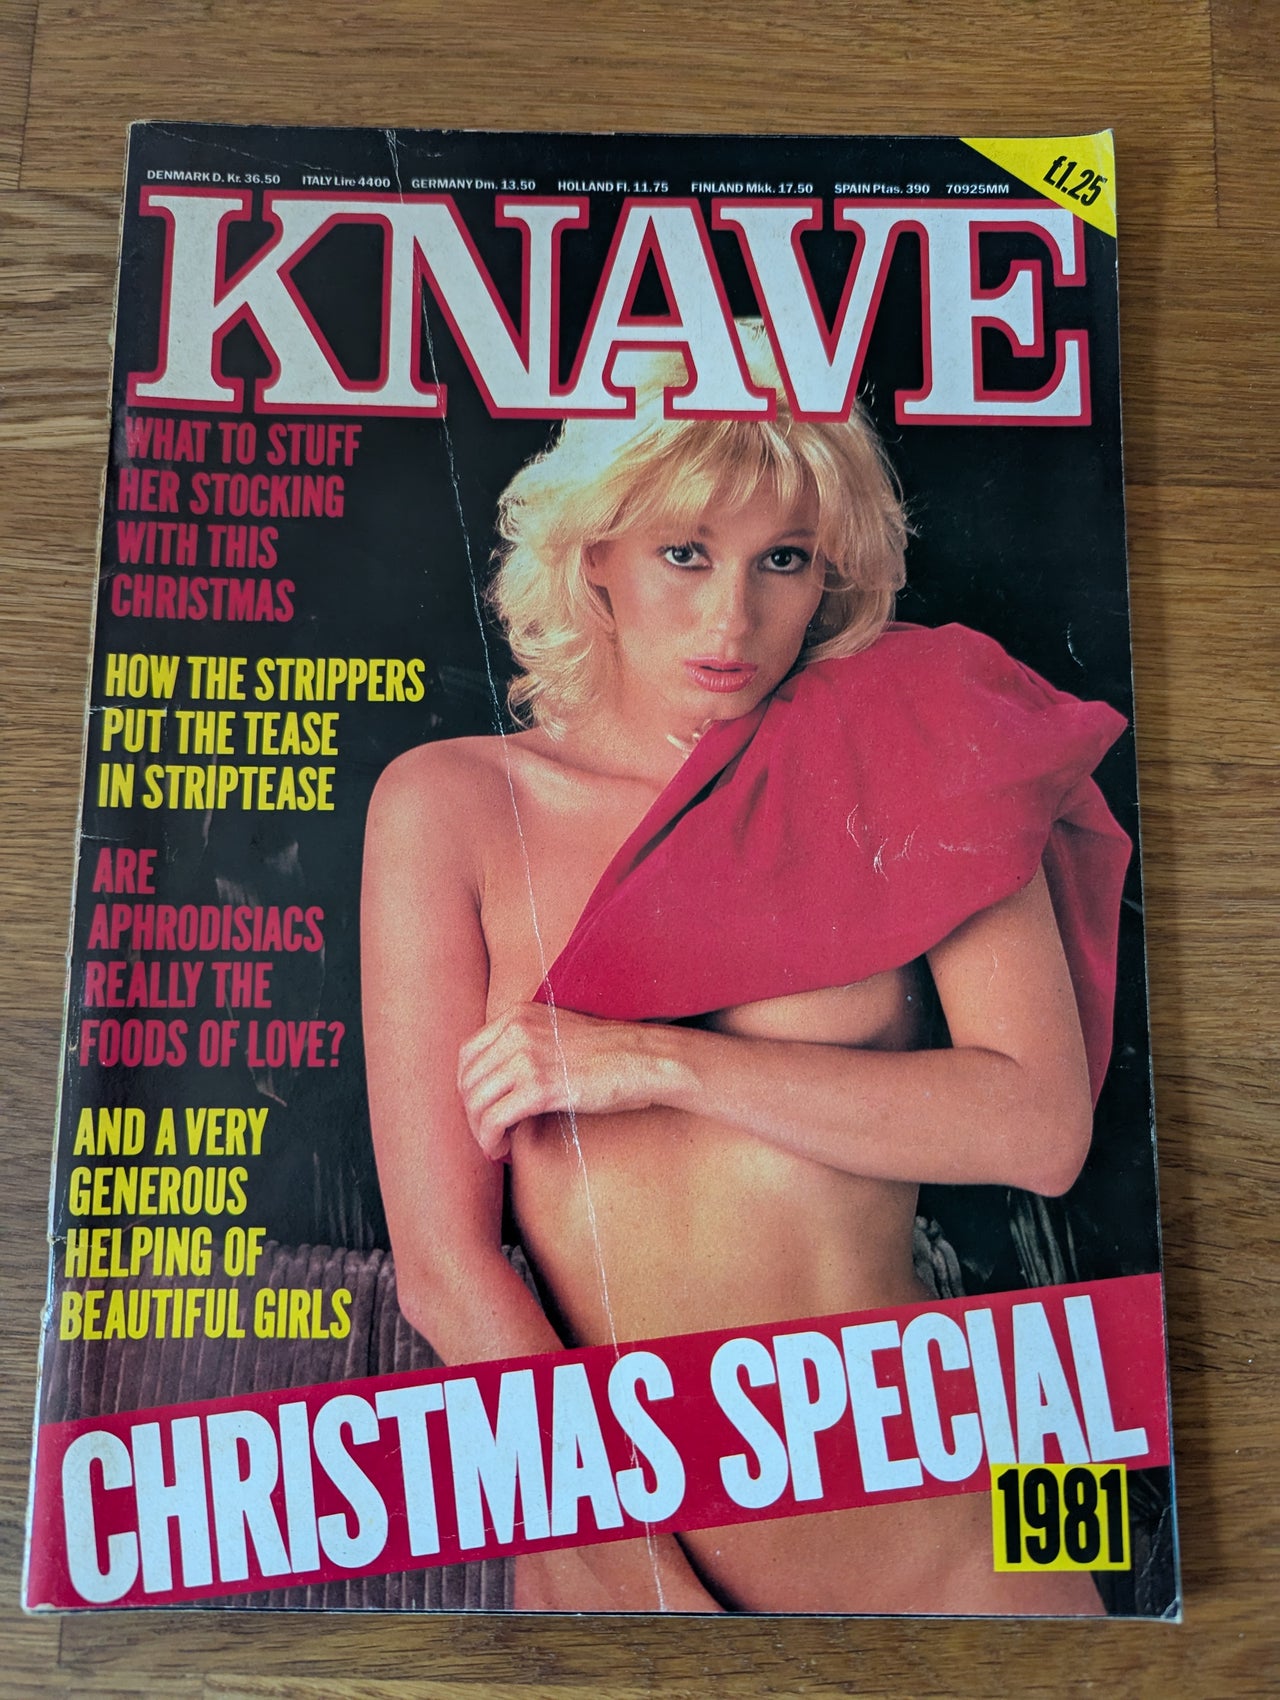 DENMARK D. Kr. 36.50 ITALY Lire 4400 GERMANY Dm. 13.50 HOLLAND Fl. 11.75 FINLAND Mkk. 17.50 SPAIN Ptas. 390 70925MM
£1.25
KNAVE
WHAT TO STUFF
HER STOCKING
WITH THIS
CHRISTMAS
HOW THE STRIPPERS
PUT THE TEASE
IN STRIPTEASE
ARE
APHRODISIACS
REALLY THE
FOODS OF LOVE?
AND A VERY
GENEROUS
HELPING OF
BEAUTIFUL GIRLS
CHRISTMAS SPECIAL
1981